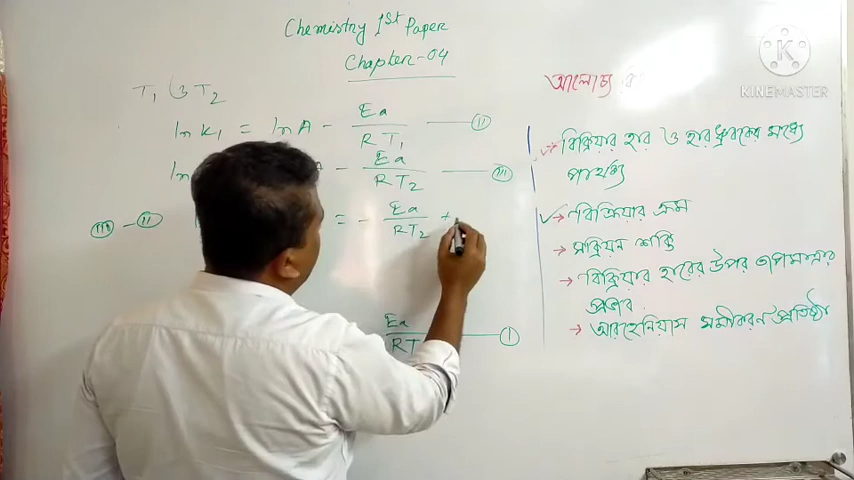 Chemistry 1st Paper
Chapter-04
T₁ ও T₂
ln K₁ = ln A - Ea/RT₁ —— (II)
ln - Ea/RT₂ —— (III)
(III) - (II) = - Ea/RT₂ +
Ea/RT —— (I)
আলোচ্য বি
→ বিক্রিয়ার হার ও হার ধ্রুবকের মধ্যে
পার্থক্য
→ বিক্রিয়ার ক্রম
→ সক্রিয়ন শক্তি
→ বিক্রিয়ার হারের উপর তাপমাত্রার
প্রভাব.
→ আরহেনিয়াস সমীকরণ প্রতিষ্ঠা
K
KINEMASTER